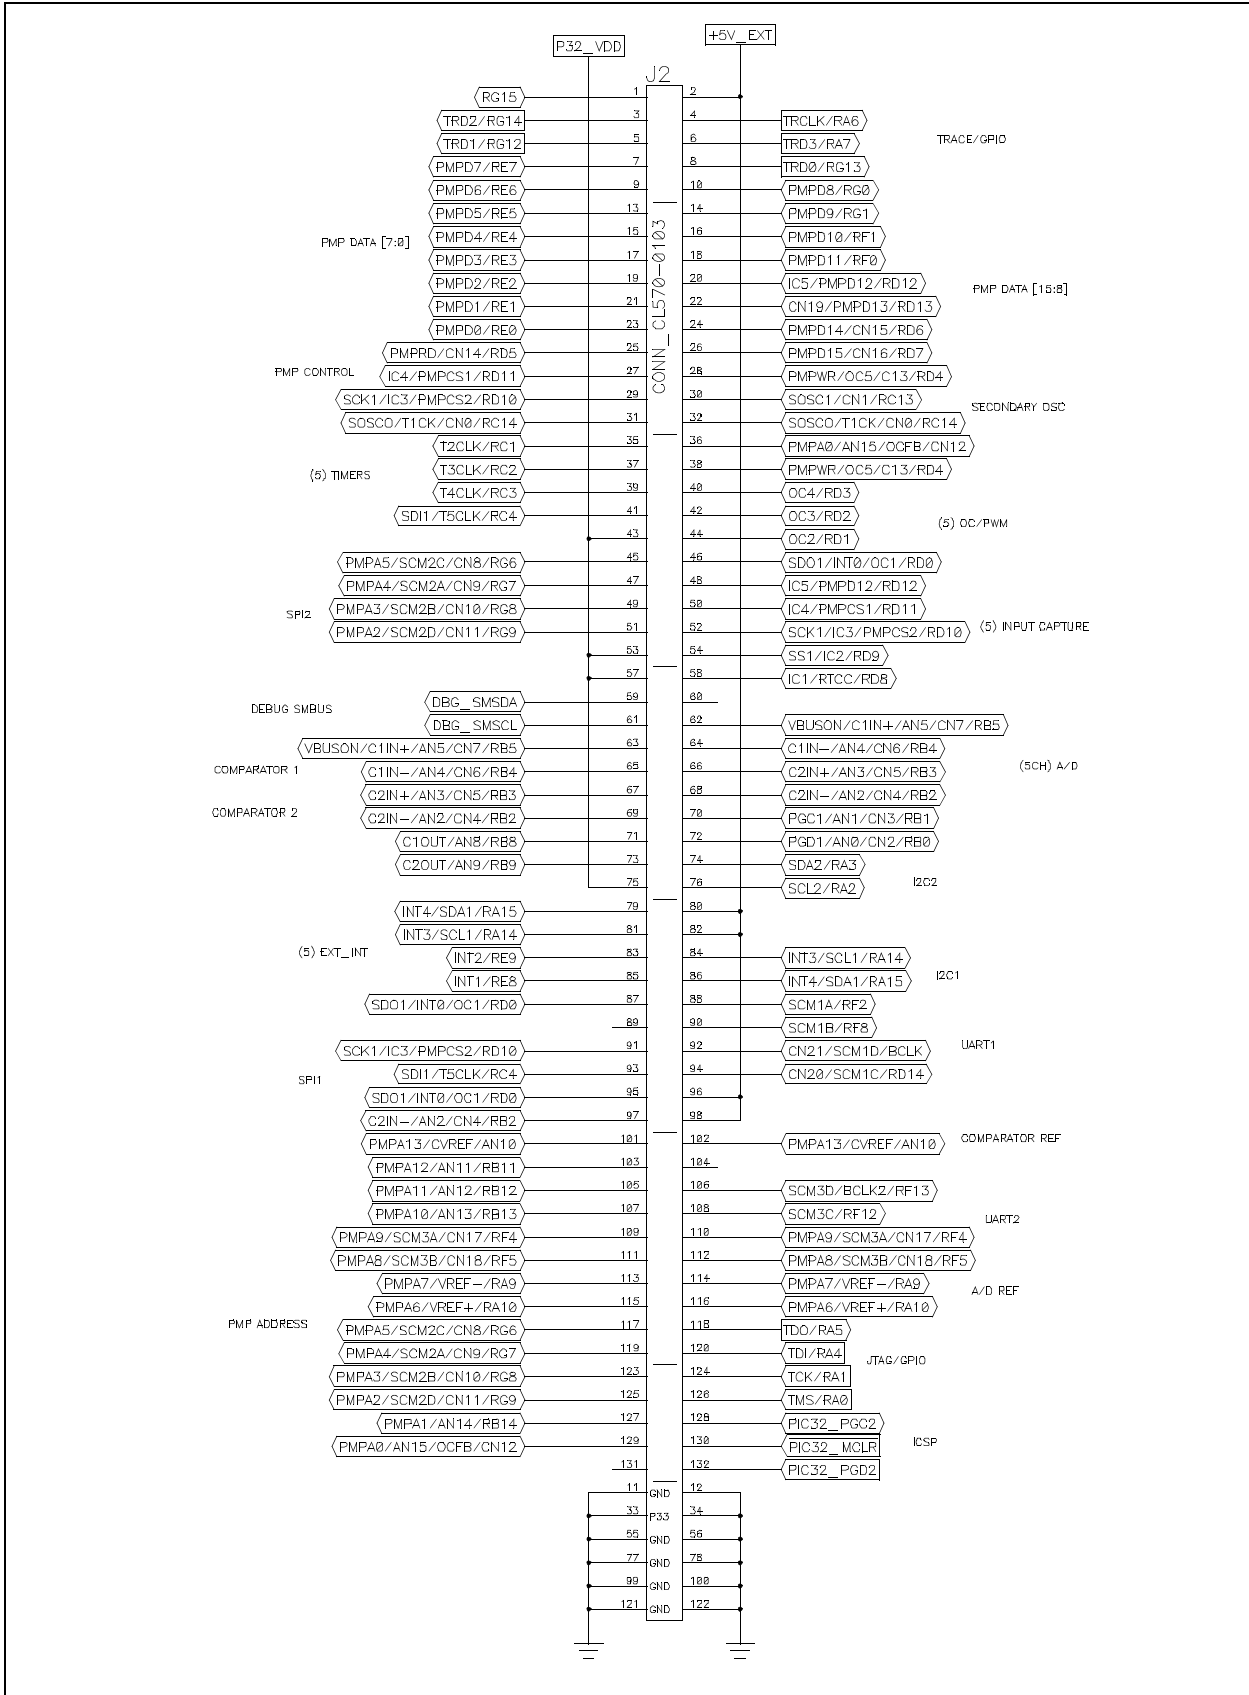 P32_VDD
+5V_EXT
J2
CONN_CL570-0103
RG15 1 2
TRD2/RG14 3 4 TRCLK/RA6
TRD1/RG12 5 6 TRD3/RA7 TRACE/GPIO
PMPD7/RE7 7 8 TRD0/RG13
PMPD6/RE6 9 10 PMPD8/RG0
PMPD5/RE5 13 14 PMPD9/RG1
PMP DATA [7:0] PMPD4/RE4 15 16 PMPD10/RF1
PMPD3/RE3 17 18 PMPD11/RF0
PMPD2/RE2 19 20 IC5/PMPD12/RD12 PMP DATA [15:8]
PMPD1/RE1 21 22 CN19/PMPD13/RD13
PMPD0/RE0 23 24 PMPD14/CN15/RD6
PMPRD/CN14/RD5 25 26 PMPD15/CN16/RD7
PMP CONTROL IC4/PMPCS1/RD11 27 28 PMPWR/OC5/C13/RD4
SCK1/IC3/PMPCS2/RD10 29 30 SOSC1/CN1/RC13 SECONDARY OSC
SOSCO/T1CK/CN0/RC14 31 32 SOSCO/T1CK/CN0/RC14
T2CLK/RC1 35 36 PMPA0/AN15/OCFB/CN12
(5) TIMERS T3CLK/RC2 37 38 PMPWR/OC5/C13/RD4
T4CLK/RC3 39 40 OC4/RD3
SDI1/T5CLK/RC4 41 42 OC3/RD2 (5) OC/PWM
43 44 OC2/RD1
PMPA5/SCM2C/CN8/RG6 45 46 SDO1/INT0/OC1/RD0
PMPA4/SCM2A/CN9/RG7 47 48 IC5/PMPD12/RD12
SPI2 PMPA3/SCM2B/CN10/RG8 49 50 IC4/PMPCS1/RD11
PMPA2/SCM2D/CN11/RG9 51 52 SCK1/IC3/PMPCS2/RD10 (5) INPUT CAPTURE
53 54 SS1/IC2/RD9
57 58 IC1/RTCC/RD8
DEBUG SMBUS DBG_SMSDA 59 60
DBG_SMSCL 61 62 VBUSON/C1IN+/AN5/CN7/RB5
VBUSON/C1IN+/AN5/CN7/RB5 63 64 C1IN-/AN4/CN6/RB4
COMPARATOR 1 C1IN-/AN4/CN6/RB4 65 66 C2IN+/AN3/CN5/RB3 (5CH) A/D
C2IN+/AN3/CN5/RB3 67 68 C2IN-/AN2/CN4/RB2
COMPARATOR 2 C2IN-/AN2/CN4/RB2 69 70 PGC1/AN1/CN3/RB1
C1OUT/AN8/RB8 71 72 PGD1/AN0/CN2/RB0
C2OUT/AN9/RB9 73 74 SDA2/RA3
75 76 SCL2/RA2 I2C2
INT4/SDA1/RA15 79 80
INT3/SCL1/RA14 81 82
(5) EXT_INT INT2/RE9 83 84 INT3/SCL1/RA14
INT1/RE8 85 86 INT4/SDA1/RA15 I2C1
SDO1/INT0/OC1/RD0 87 88 SCM1A/RF2
89 90 SCM1B/RF8
SCK1/IC3/PMPCS2/RD10 91 92 CN21/SCM1D/BCLK UART1
SPI1 SDI1/T5CLK/RC4 93 94 CN20/SCM1C/RD14
SDO1/INT0/OC1/RD0 95 96
C2IN-/AN2/CN4/RB2 97 98
PMPA13/CVREF/AN10 101 102 PMPA13/CVREF/AN10 COMPARATOR REF
PMPA12/AN11/RB11 103 104
PMPA11/AN12/RB12 105 106 SCM3D/BCLK2/RF13
PMPA10/AN13/RB13 107 108 SCM3C/RF12 UART2
PMPA9/SCM3A/CN17/RF4 109 110 PMPA9/SCM3A/CN17/RF4
PMPA8/SCM3B/CN18/RF5 111 112 PMPA8/SCM3B/CN18/RF5
PMPA7/VREF-/RA9 113 114 PMPA7/VREF-/RA9 A/D REF
PMPA6/VREF+/RA10 115 116 PMPA6/VREF+/RA10
PMP ADDRESS PMPA5/SCM2C/CN8/RG6 117 118 TDO/RA5
PMPA4/SCM2A/CN9/RG7 119 120 TDI/RA4 JTAG/GPIO
PMPA3/SCM2B/CN10/RG8 123 124 TCK/RA1
PMPA2/SCM2D/CN11/RG9 125 126 TMS/RA0
PMPA1/AN14/RB14 127 128 PIC32_PGC2
PMPA0/AN15/OCFB/CN12 129 130 PIC32_MCLR ICSP
131 132 PIC32_PGD2
11 GND 12
33 P33 34
55 GND 56
77 GND 78
99 GND 100
121 GND 122